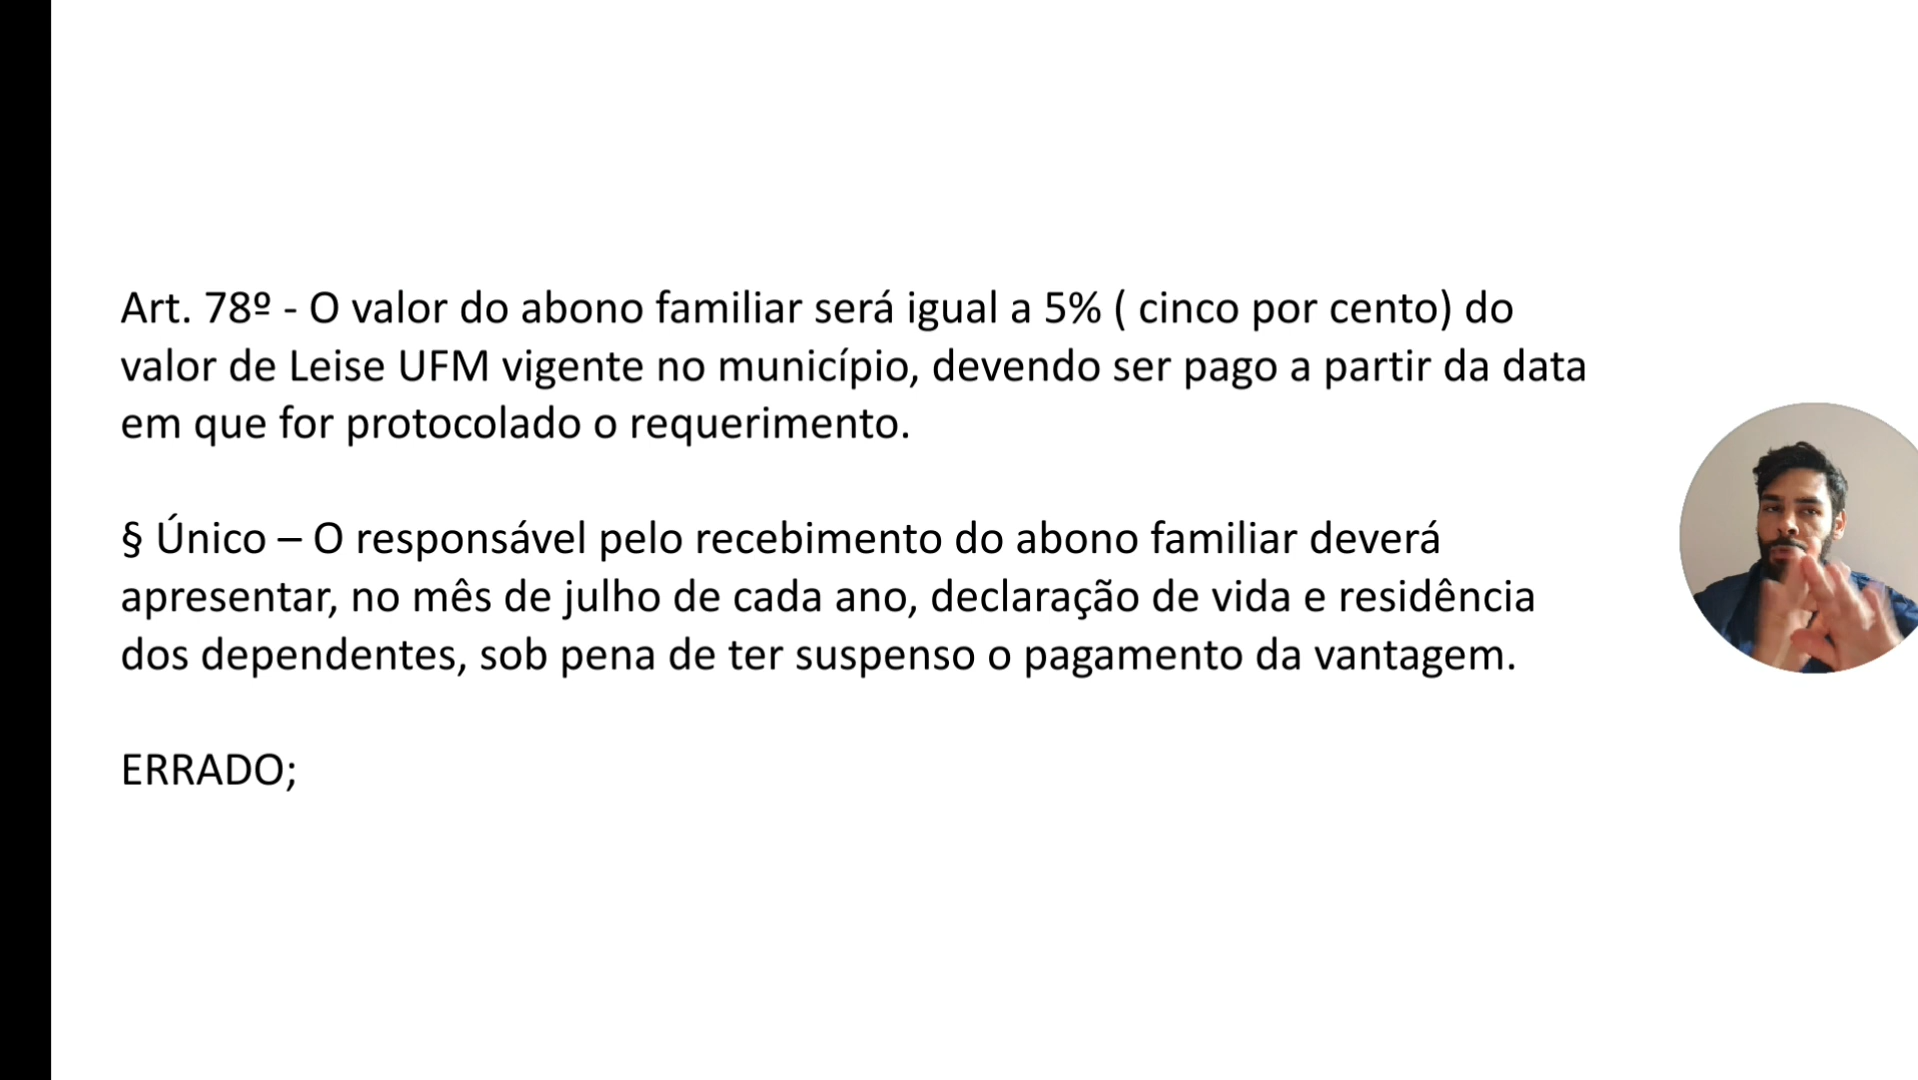 Art. 78º - O valor do abono familiar será igual a 5% ( cinco por cento) do
valor de Leise UFM vigente no município, devendo ser pago a partir da data
em que for protocolado o requerimento.
§ Único – O responsável pelo recebimento do abono familiar deverá
apresentar, no mês de julho de cada ano, declaração de vida e residência
dos dependentes, sob pena de ter suspenso o pagamento da vantagem.
ERRADO;